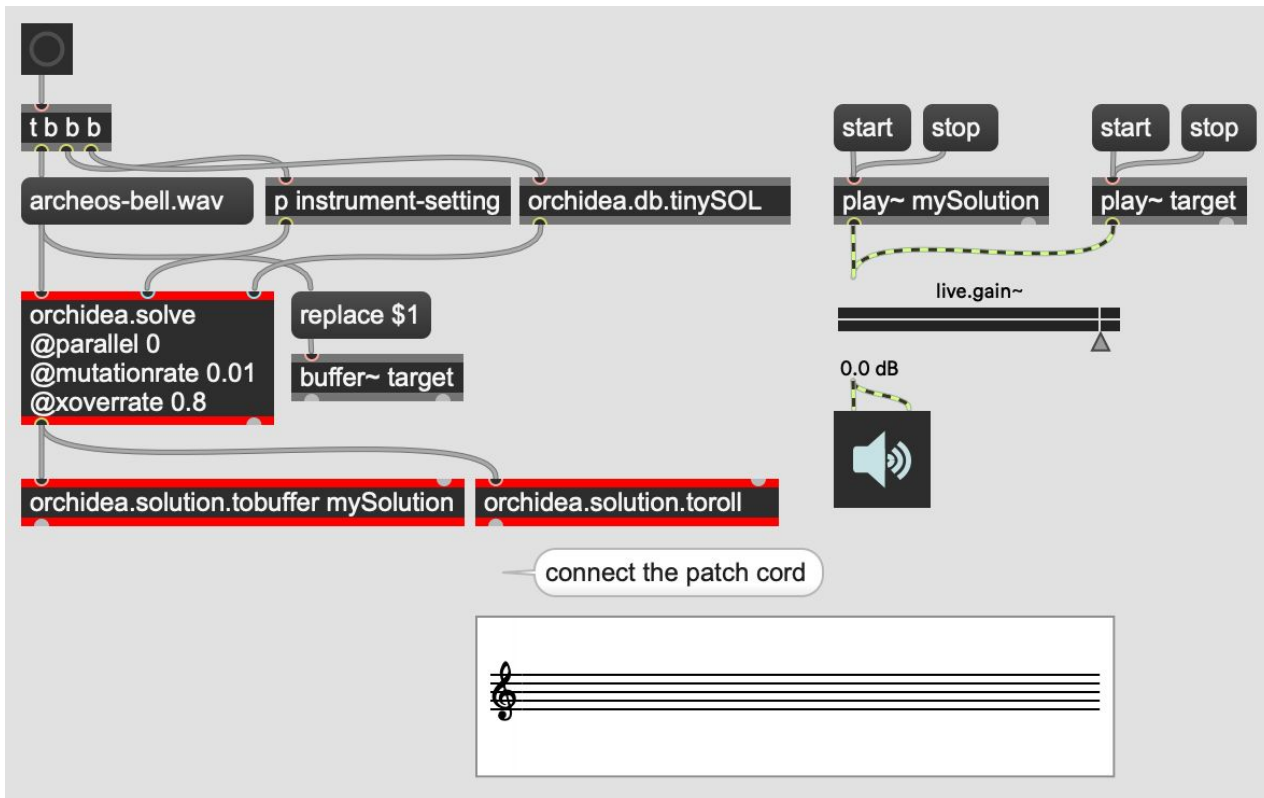 t b b b
archeos-bell.wav
p instrument-setting
orchidea.db.tinySOL
orchidea.solve
@parallel 0
@mutationrate 0.01
@xoverrate 0.8
replace $1
buffer~ target
orchidea.solution.tobuffer mySolution
orchidea.solution.toroll
connect the patch cord
start
stop
start
stop
play~ mySolution
play~ target
live.gain~
0.0 dB